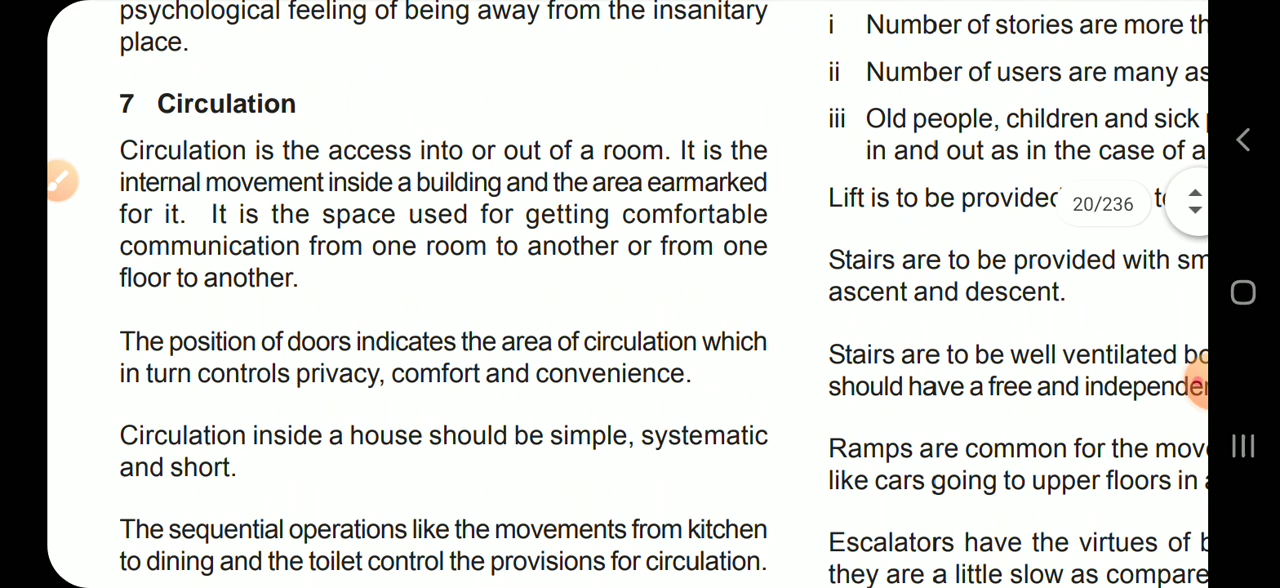 psychological feeling of being away from the insanitary
place.
7 Circulation
Circulation is the access into or out of a room. It is the
internal movement inside a building and the area earmarked
for it. It is the space used for getting comfortable
communication from one room to another or from one
floor to another.
The position of doors indicates the area of circulation which
in turn controls privacy, comfort and convenience.
Circulation inside a house should be simple, systematic
and short.
The sequential operations like the movements from kitchen
to dining and the toilet control the provisions for circulation.
i Number of stories are more
ii Number of users are many as
iii Old people, children and sick
in and out as in the case of a
Lift is to be provided
20/236
Stairs are to be provided with
ascent and descent.
Stairs are to be well ventilated
should have a free and
Ramps are common for the
like cars going to upper floors in
Escalators have the virtues of
they are a little slow as